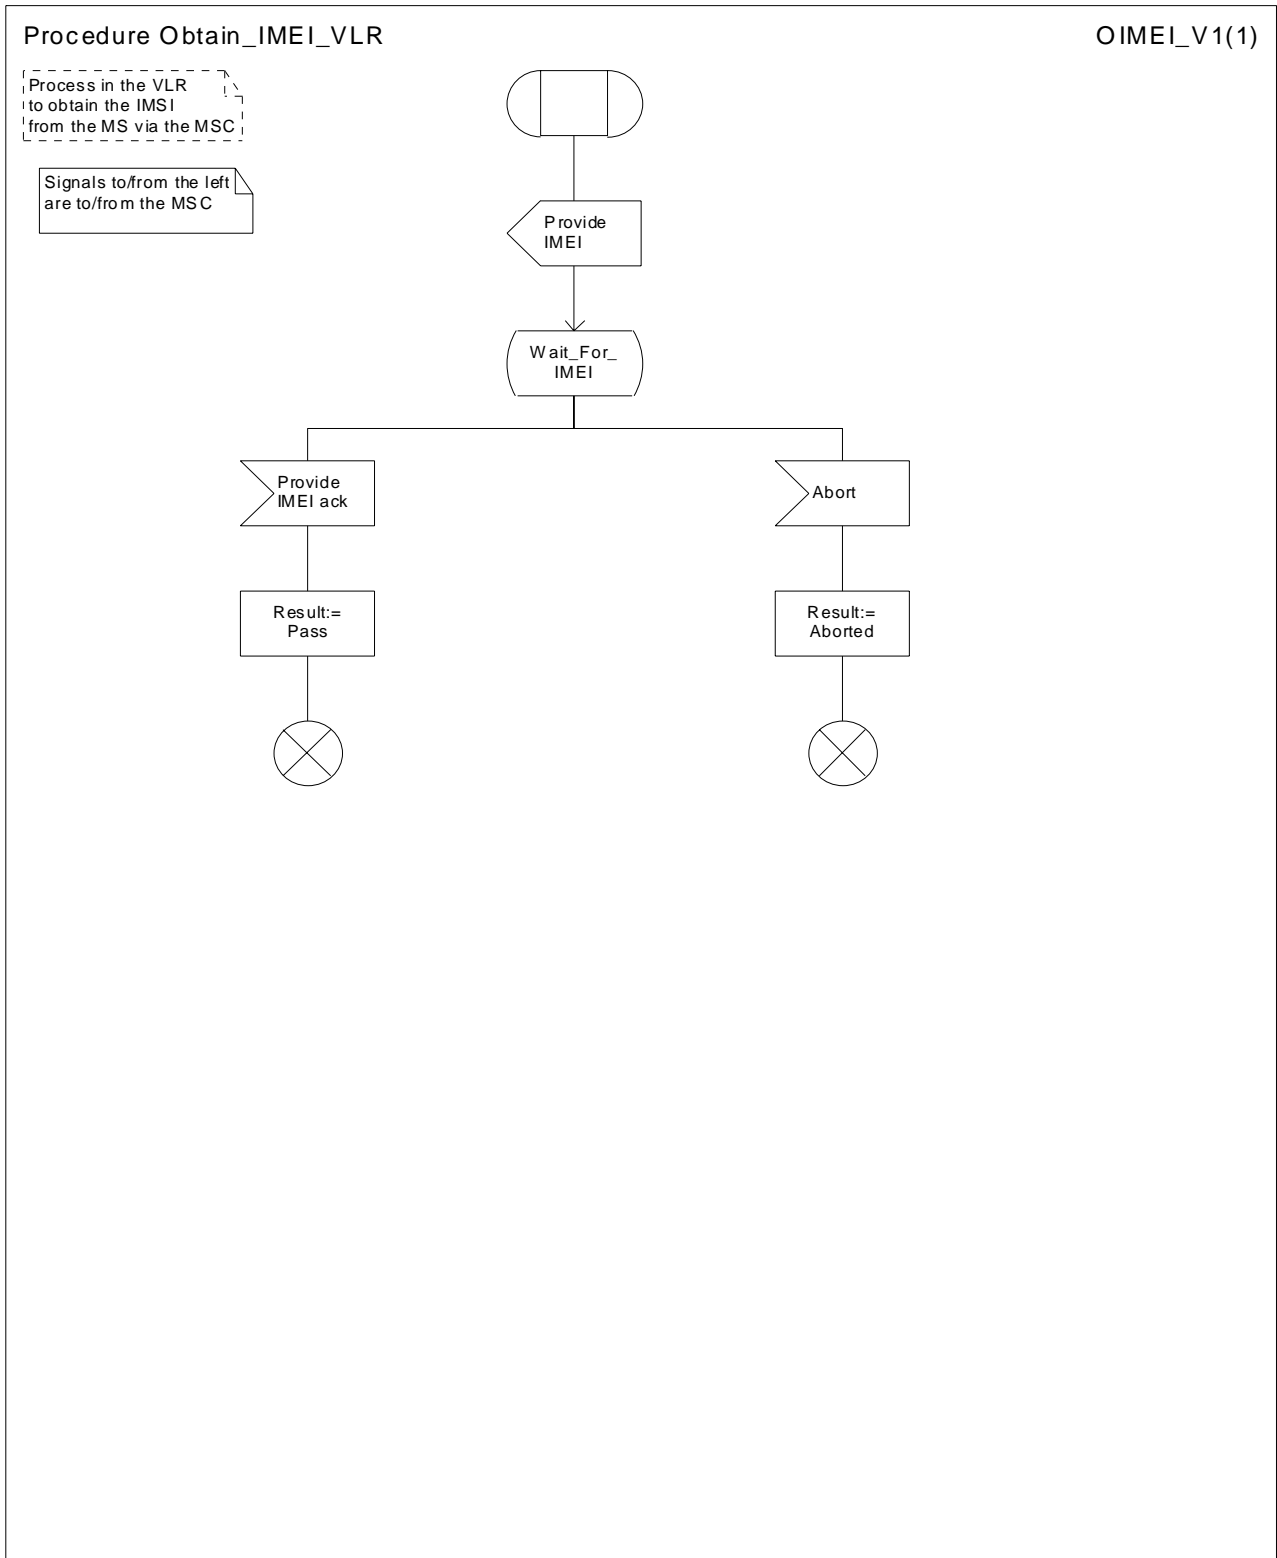 Procedure Obtain_IMEI_VLR
OIMEI_V1(1)
Process in the VLR
to obtain the IMSI
from the MS via the MSC
Signals to/from the left
are to/from the MSC
Provide
IMEI
Wait_For_
IMEI
Provide
IMEI ack
Abort
Result:=
Pass
Result:=
Aborted